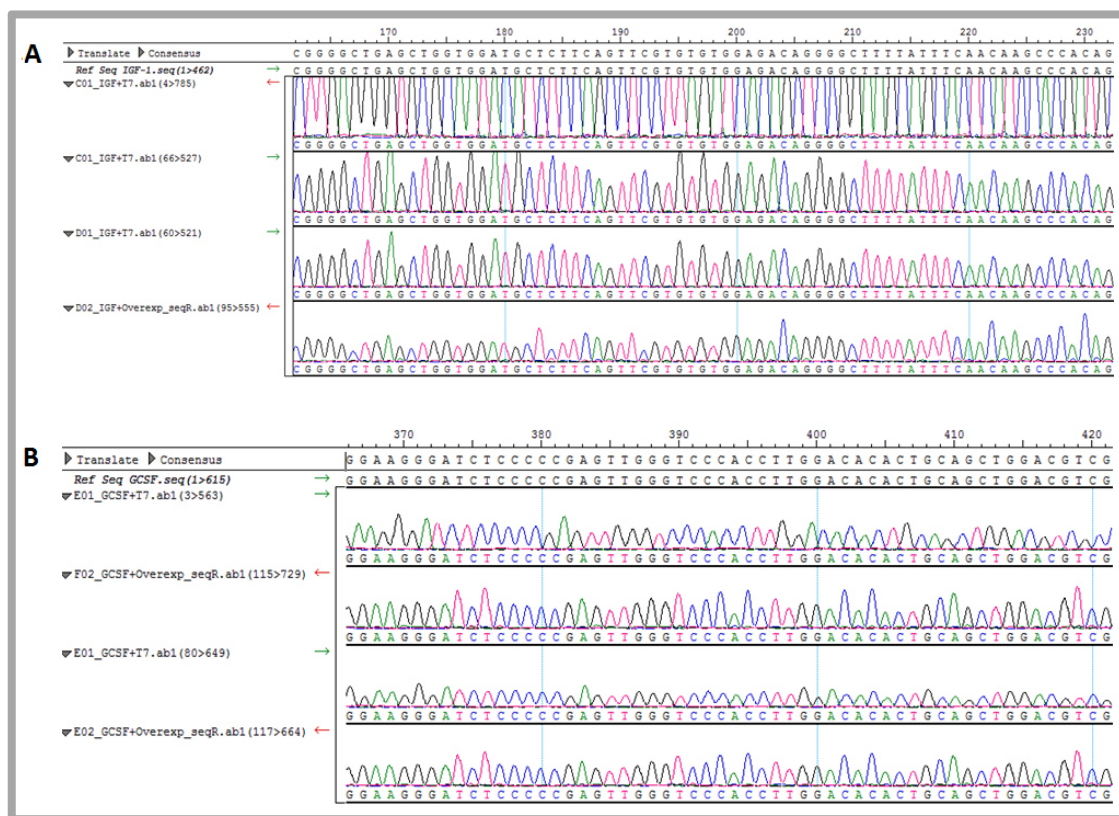 A
170 180 190 200 210 220 230
Translate Consensus
CGGGGCTGAGCTGGTGGATGCTCTTCAGTTCGTGTGTGGAGACAGGGGCTTTTATTTCAACAAGCCCACAG
Ref Seq IGF-1.seq(1>462) → CGGGGCTGAGCTGGTGGATGCTCTTCAGTTCGTGTGTGGAGACAGGGGCTTTTATTTCAACAAGCCCACAG
C01_IGF+T7.ab1(4>785) ←
CGGGGCTGAGCTGGTGGATGCTCTTCAGTTCGTGTGTGGAGACAGGGGCTTTTATTTCAACAAGCCCACAG
C01_IGF+T7.ab1(66>527) →
CGGGGCTGAGCTGGTGGATGCTCTTCAGTTCGTGTGTGGAGACAGGGGCTTTTATTTCAACAAGCCCACAG
D01_IGF+T7.ab1(60>521) →
CGGGGCTGAGCTGGTGGATGCTCTTCAGTTCGTGTGTGGAGACAGGGGCTTTTATTTCAACAAGCCCACAG
D02_IGF+Overexp_seqR.ab1(95>555) ←
CGGGGCTGAGCTGGTGGATGCTCTTCAGTTCGTGTGTGGAGACAGGGGCTTTTATTTCAACAAGCCCACAG
B
370 380 390 400 410 420
Translate Consensus
GGAAGGGATCTCCCCCGAGTTGGGTCCCACCTTGGACACACTGCAGCTGGACGTCG
Ref Seq GCSF.seq(1>615) → GGAAGGGATCTCCCCCGAGTTGGGTCCCACCTTGGACACACTGCAGCTGGACGTCG
E01_GCSF+T7.ab1(3>563) →
GGAAGGGATCTCCCCCGAGTTGGGTCCCACCTTGGACACACTGCAGCTGGACGTCG
F02_GCSF+Overexp_seqR.ab1(115>729) ←
GGAAGGGATCTCCCCCGAGTTGGGTCCCACCTTGGACACACTGCAGCTGGACGTCG
E01_GCSF+T7.ab1(80>649) →
GGAAGGGATCTCCCCCGAGTTGGGTCCCACCTTGGACACACTGCAGCTGGACGTCG
E02_GCSF+Overexp_seqR.ab1(117>664) ←
GGAAGGGATCTCCCCCGAGTTGGGTCCCACCTTGGACACACTGCAGCTGGACGTCG